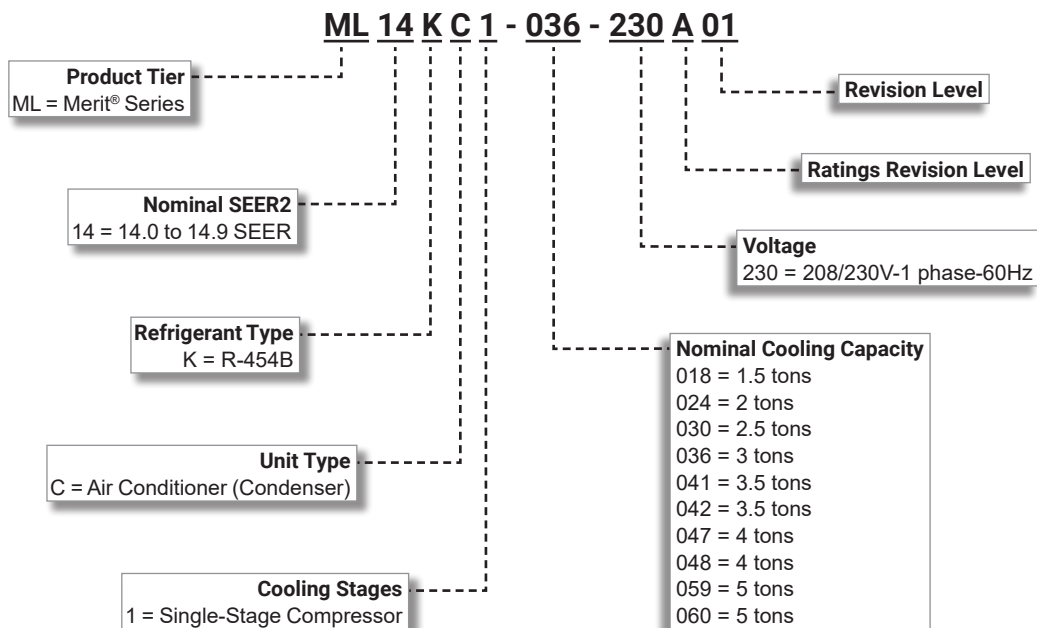 ML 14 K C 1 - 036 - 230 A 01
Product Tier
ML = Merit® Series
Revision Level
Ratings Revision Level
Nominal SEER2
14 = 14.0 to 14.9 SEER
Voltage
230 = 208/230V-1 phase-60Hz
Refrigerant Type
K = R-454B
Nominal Cooling Capacity
018 = 1.5 tons
024 = 2 tons
030 = 2.5 tons
036 = 3 tons
041 = 3.5 tons
042 = 3.5 tons
047 = 4 tons
048 = 4 tons
059 = 5 tons
060 = 5 tons
Unit Type
C = Air Conditioner (Condenser)
Cooling Stages
1 = Single-Stage Compressor